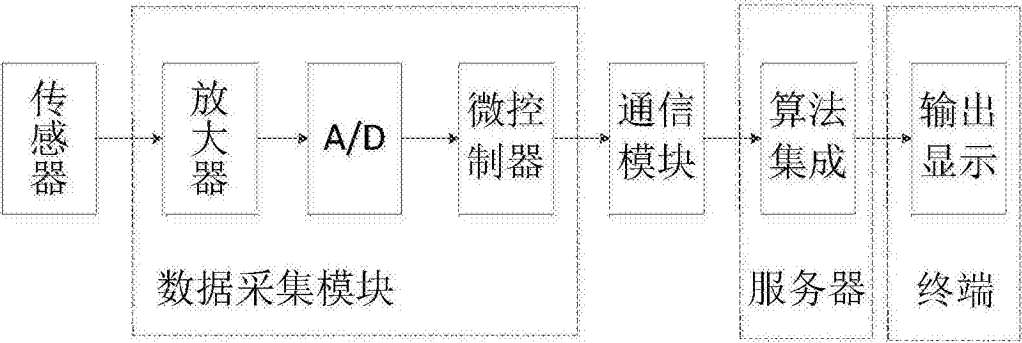 传感器
放大器
A/D
微控
制器
通信
模块
算法
集成
输出
显示
数据采集模块
服务器
终端